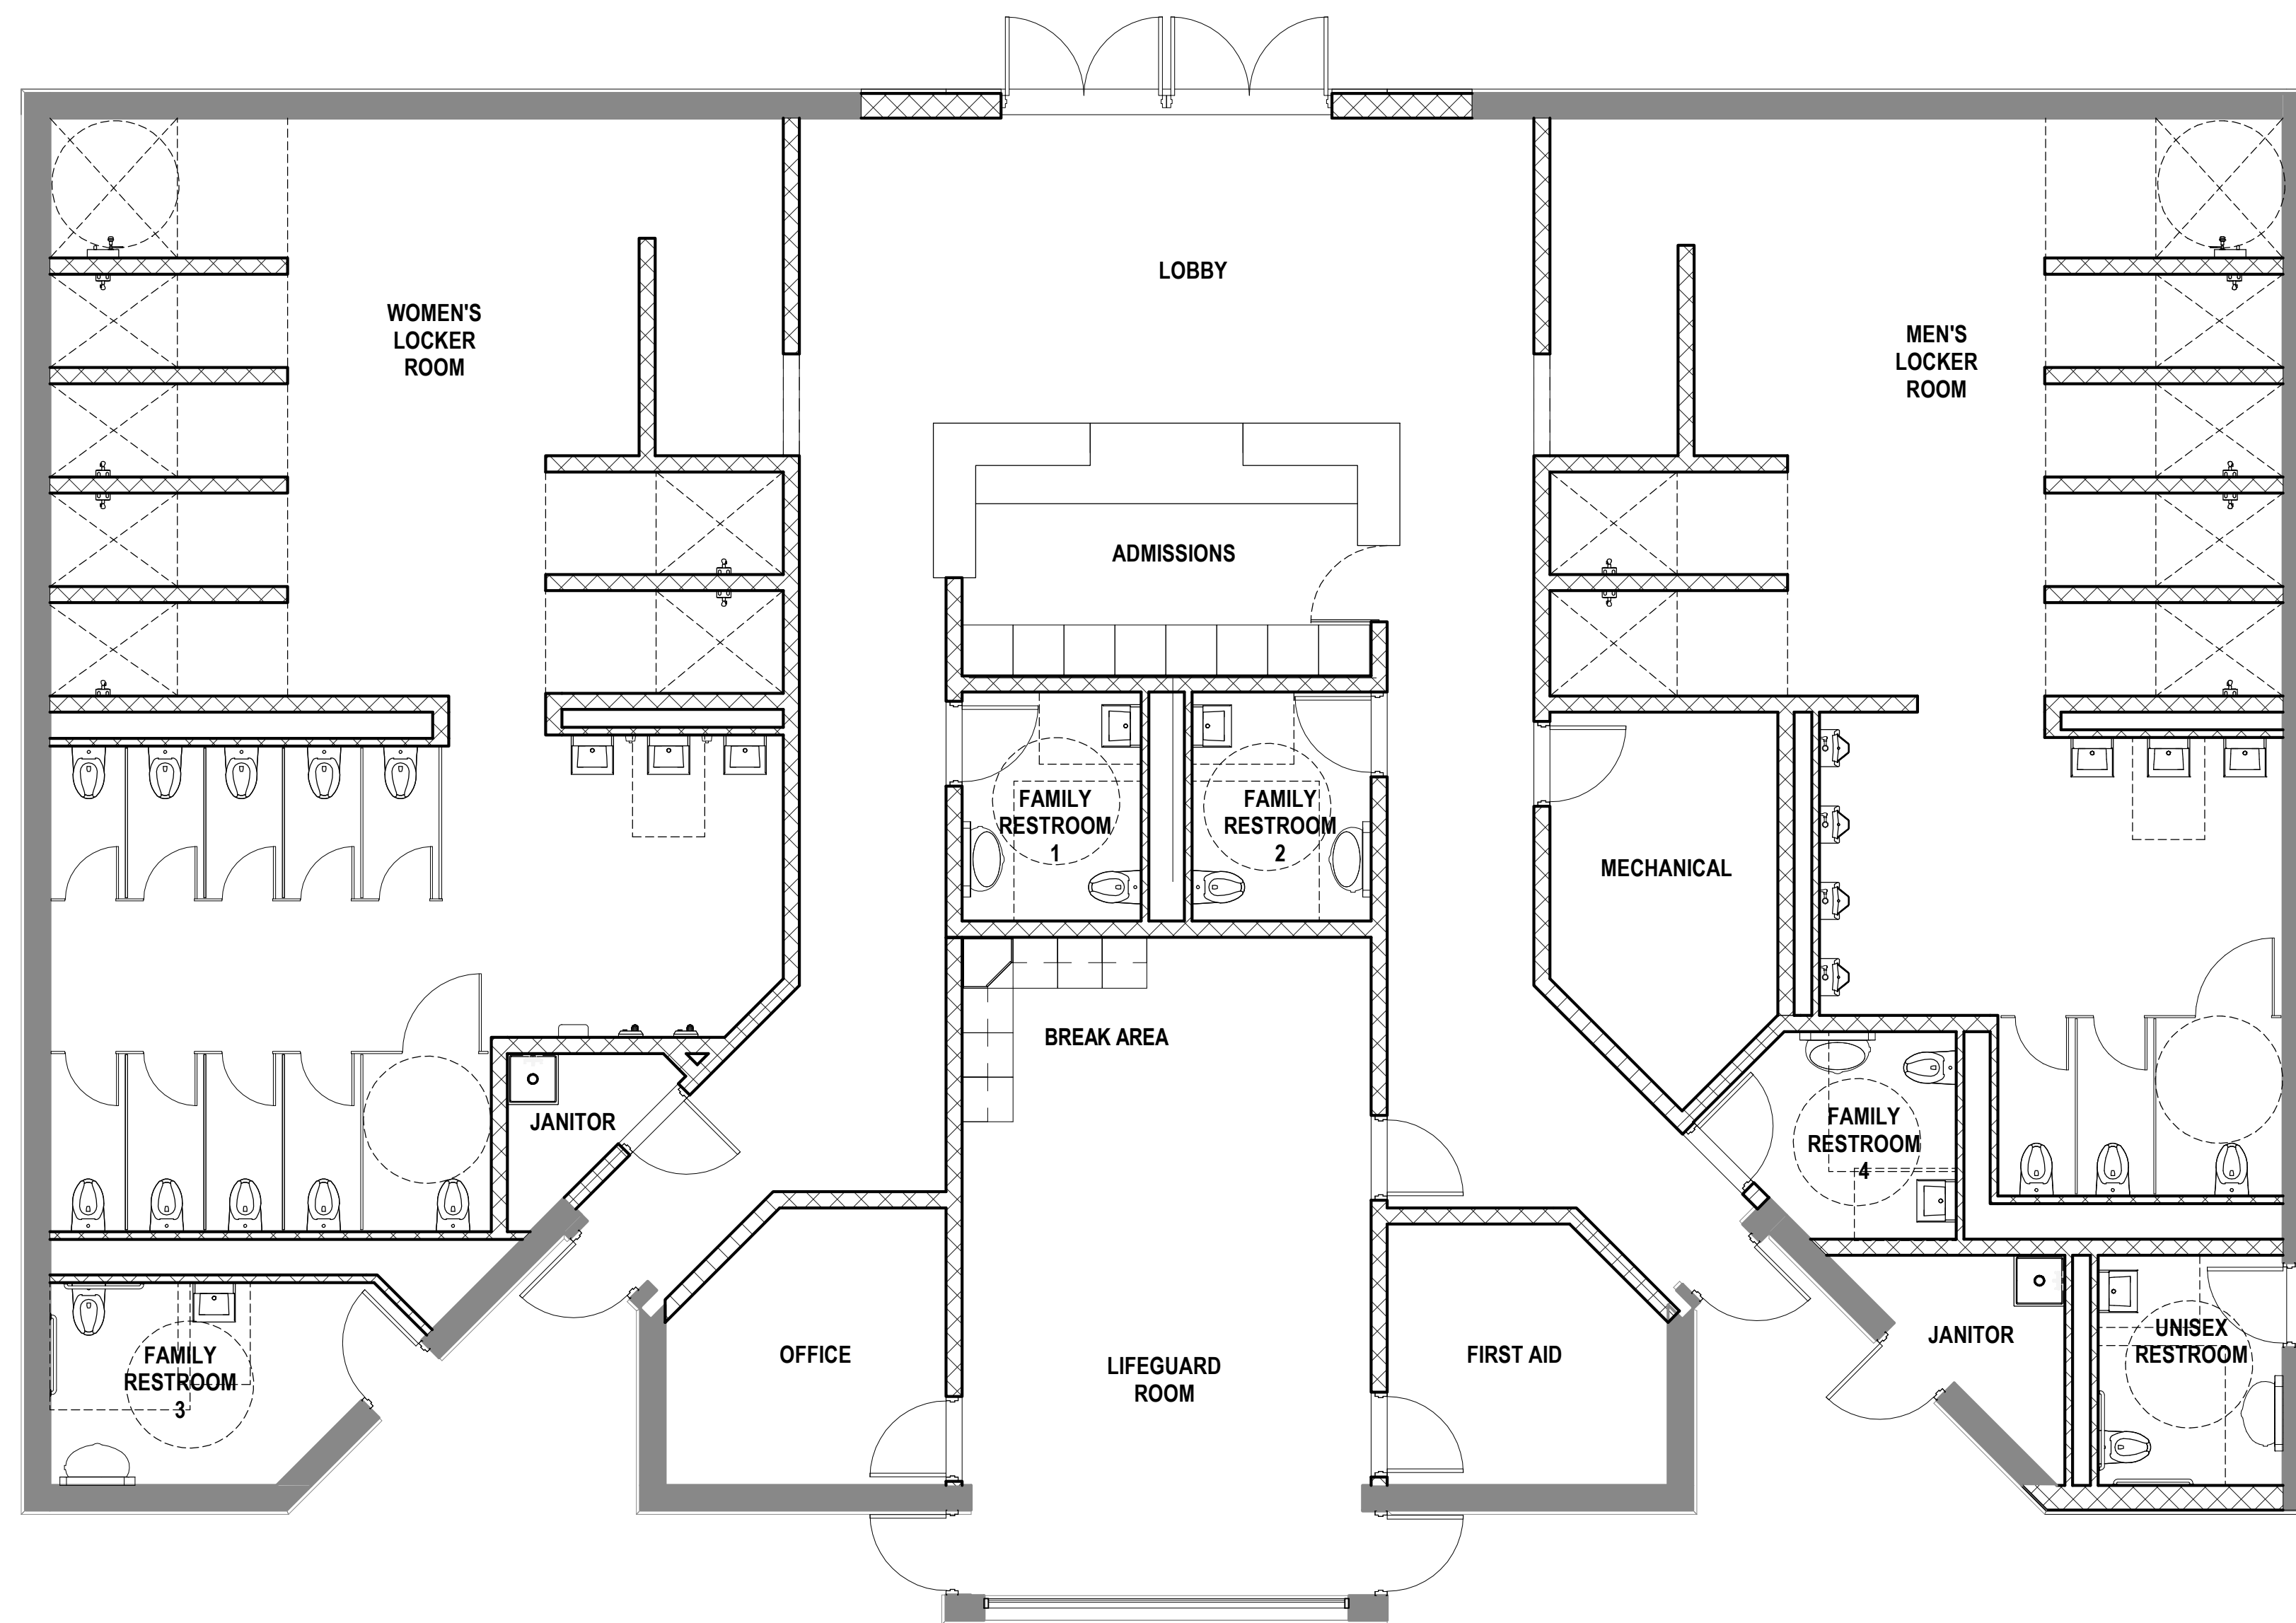 LOBBY
WOMEN'S
LOCKER
ROOM
MEN'S
LOCKER
ROOM
ADMISSIONS
FAMILY
RESTROOM
1
FAMILY
RESTROOM
2
MECHANICAL
BREAK AREA
JANITOR
FAMILY
RESTROOM
4
FAMILY
RESTROOM
3
OFFICE
LIFEGUARD
ROOM
FIRST AID
JANITOR
UNISEX
RESTROOM